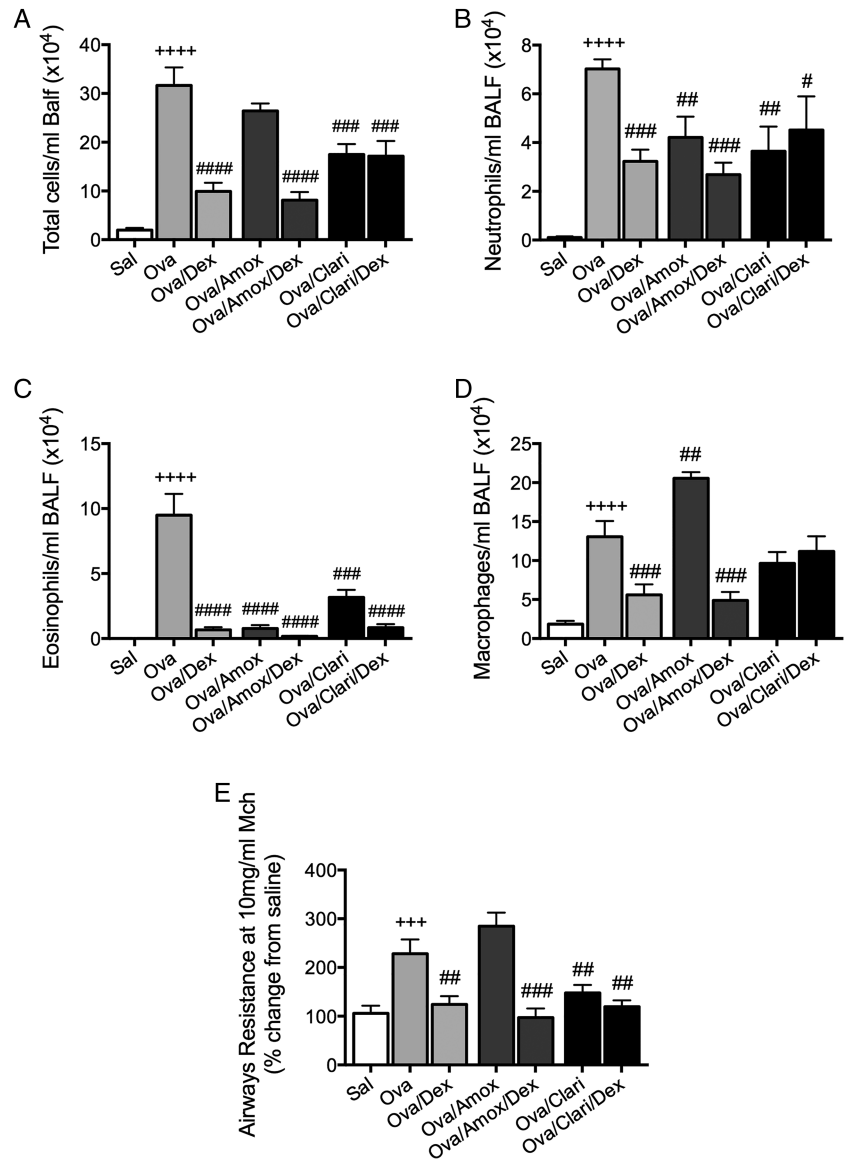 A
Total cells/ml Balf (x10⁴)
40
30
20
10
0
++++
####
####
###
###
Sal
Ova
Ova/Dex
Ova/Amox
Ova/Amox/Dex
Ova/Clari
Ova/Clari/Dex
B
Neutrophils/ml BALF (x10⁴)
8
6
4
2
0
++++
###
##
###
##
#
Sal
Ova
Ova/Dex
Ova/Amox
Ova/Amox/Dex
Ova/Clari
Ova/Clari/Dex
C
Eosinophils/ml BALF (x10⁴)
15
10
5
0
++++
####
####
####
###
####
Sal
Ova
Ova/Dex
Ova/Amox
Ova/Amox/Dex
Ova/Clari
Ova/Clari/Dex
D
Macrophages/ml BALF (x10⁴)
25
20
15
10
5
0
++++
###
##
###
Sal
Ova
Ova/Dex
Ova/Amox
Ova/Amox/Dex
Ova/Clari
Ova/Clari/Dex
E
Airways Resistance at 10mg/ml Mch
(% change from saline)
400
300
200
100
0
+++
##
###
##
##
Sal
Ova
Ova/Dex
Ova/Amox
Ova/Amox/Dex
Ova/Clari
Ova/Clari/Dex